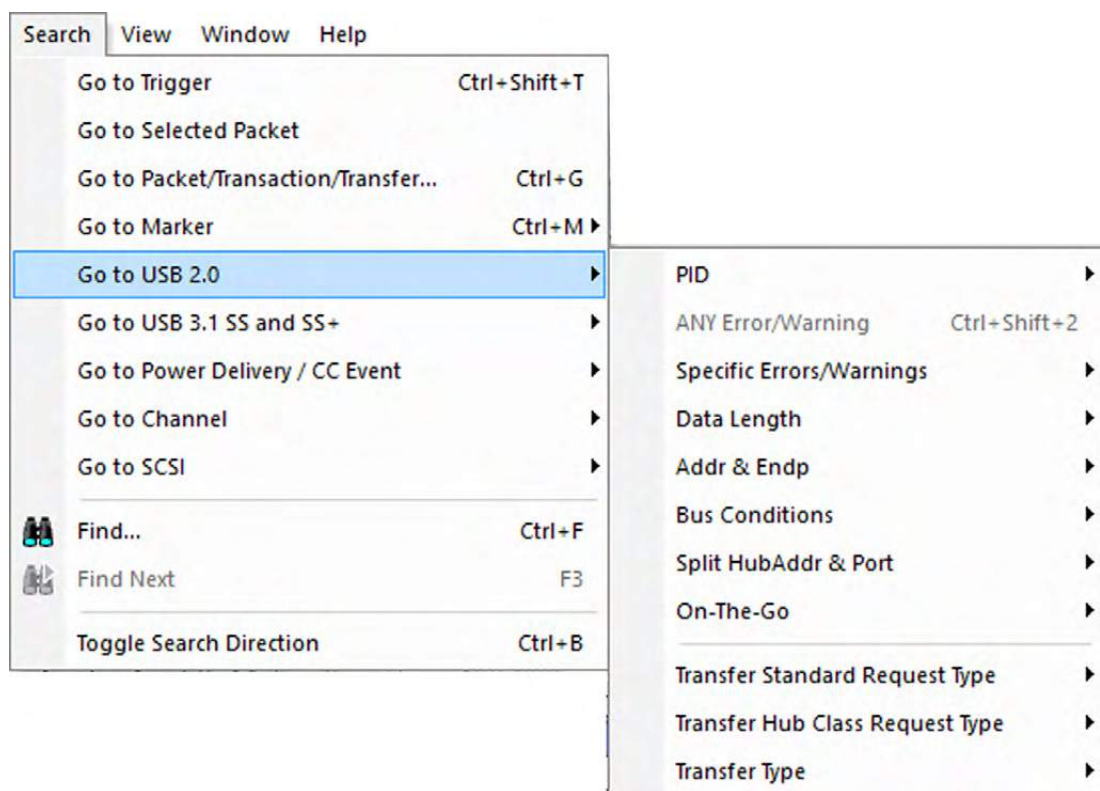 Search View Window Help
Go to Trigger Ctrl+Shift+T
Go to Selected Packet
Go to Packet/Transaction/Transfer... Ctrl+G
Go to Marker Ctrl+M
Go to USB 2.0
Go to USB 3.1 SS and SS+
Go to Power Delivery / CC Event
Go to Channel
Go to SCSI
Find... Ctrl+F
Find Next F3
Toggle Search Direction Ctrl+B
PID
ANY Error/Warning Ctrl+Shift+2
Specific Errors/Warnings
Data Length
Addr & Endp
Bus Conditions
Split HubAddr & Port
On-The-Go
Transfer Standard Request Type
Transfer Hub Class Request Type
Transfer Type